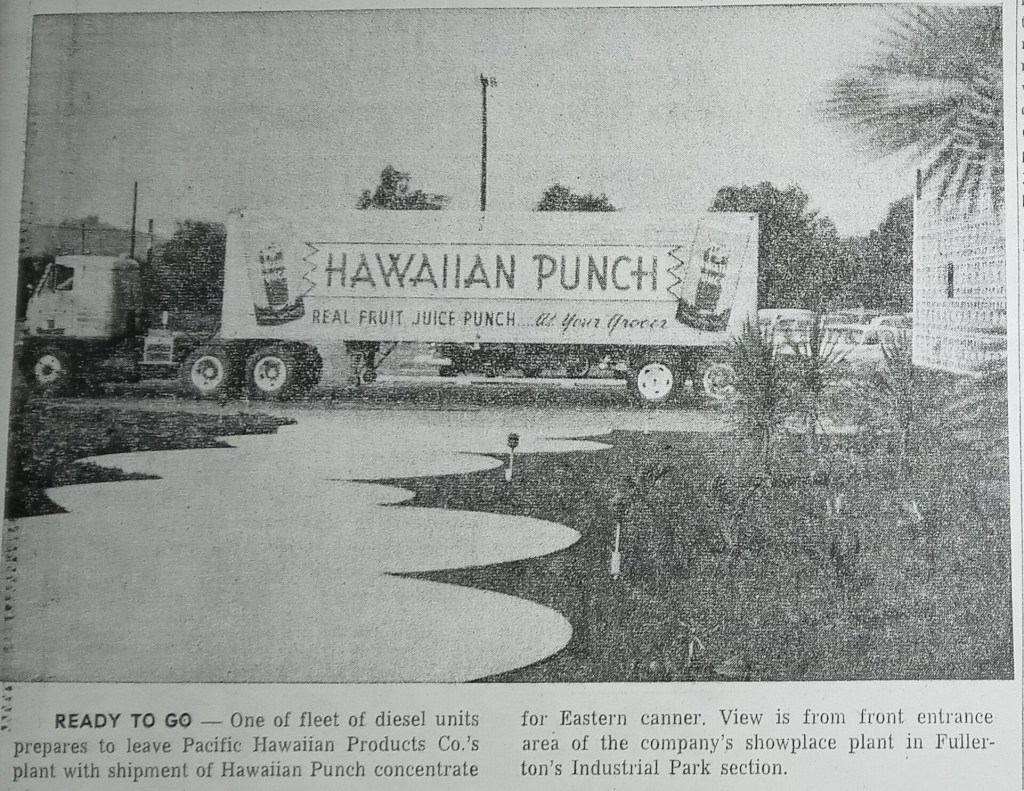 HAWAIIAN PUNCH
REAL FRUIT JUICE PUNCH....At Your Grocer
READY TO GO — One of fleet of diesel units
prepares to leave Pacific Hawaiian Products Co.'s
plant with shipment of Hawaiian Punch concentrate
for Eastern canner. View is from front entrance
area of the company's showplace plant in Fuller-
ton's Industrial Park section.